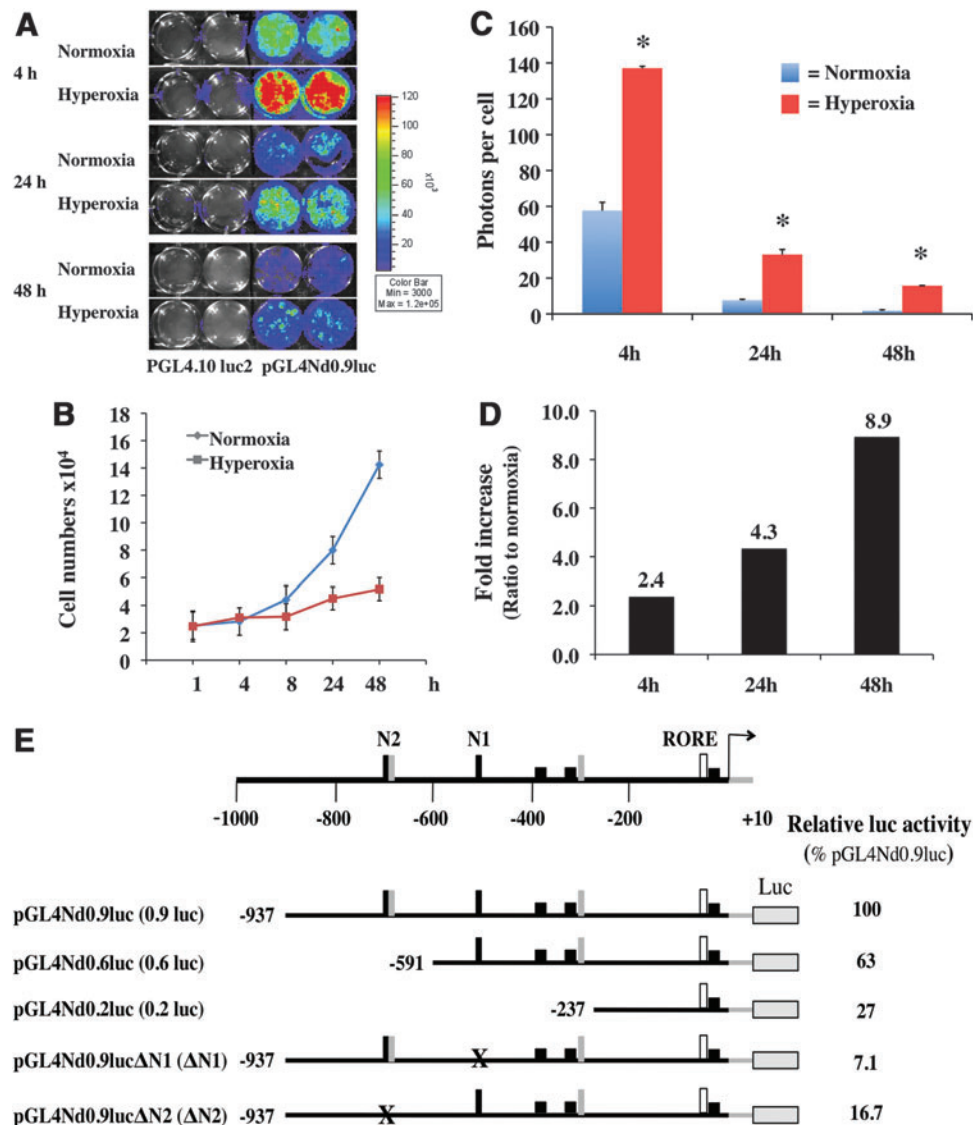 A
Normoxia
4 h
Hyperoxia
Normoxia
24 h
Hyperoxia
Normoxia
48 h
Hyperoxia
PGL4.10 luc2 pGL4Nd0.9luc
120
100
80
60
40
20
x10³
Color Bar
Min = 3000
Max = 1.2e+05
C
Photons per cell
160
140
120
100
80
60
40
20
0
*
*
*
= Normoxia
= Hyperoxia
4h 24h 48h
B
Cell numbers x10⁴
18
16
14
12
10
8
6
4
2
0
Normoxia
Hyperoxia
1 4 8 24 48 h
D
Fold increase
(Ratio to normoxia)
10.0
8.0
6.0
4.0
2.0
0.0
2.4
4.3
8.9
4h 24h 48h
E
N2 N1 RORE
-1000 -800 -600 -400 -200 +10
Relative luc activity
(% pGL4Nd0.9luc)
Luc
pGL4Nd0.9luc (0.9 luc) -937 100
pGL4Nd0.6luc (0.6 luc) -591 63
pGL4Nd0.2luc (0.2 luc) -237 27
pGL4Nd0.9lucΔN1 (ΔN1) -937 X 7.1
pGL4Nd0.9lucΔN2 (ΔN2) -937 X 16.7